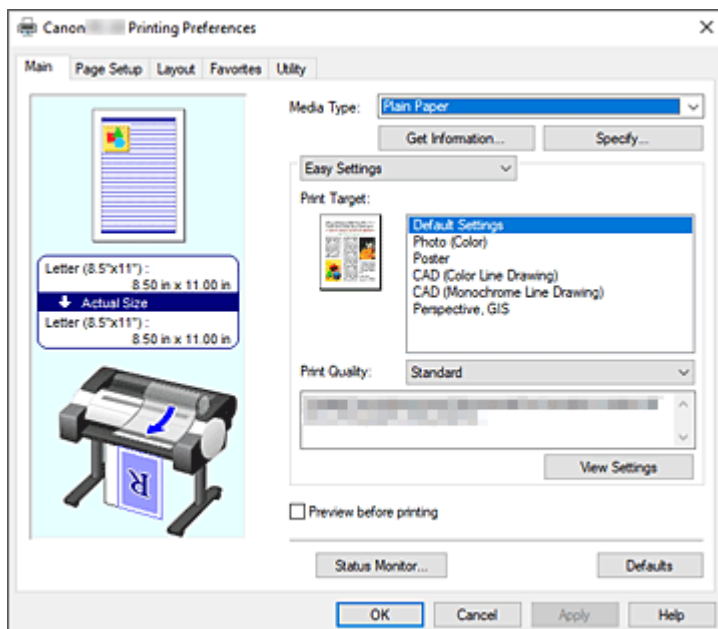 Canon Printing Preferences
Main Page Setup Layout Favorites Utility
Media Type: Plain Paper
Get Information... Specify...
Easy Settings
Print Target:
Default Settings
Photo (Color)
Poster
CAD (Color Line Drawing)
CAD (Monochrome Line Drawing)
Perspective, GIS
Letter (8.5"x11") :
8.50 in x 11.00 in
Actual Size
Letter (8.5"x11") :
8.50 in x 11.00 in
Print Quality: Standard
R
View Settings
Preview before printing
Status Monitor... Defaults
OK Cancel Apply Help